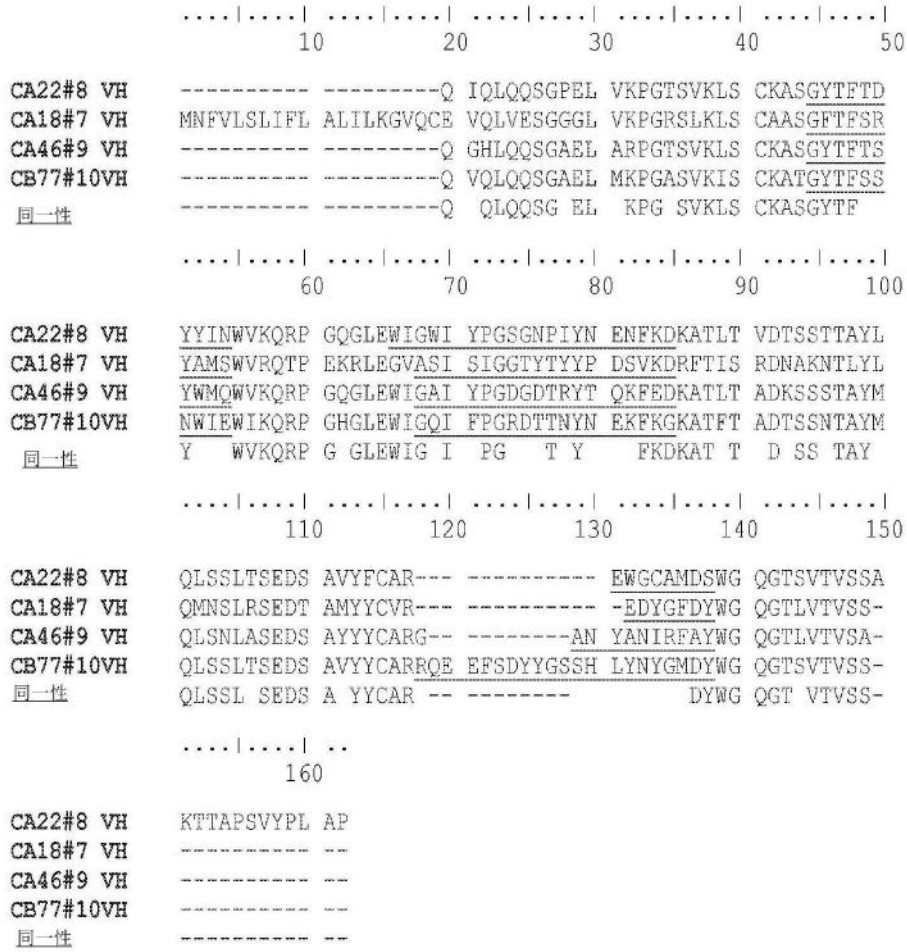 ....|....| ....|....| ....|....| ....|....| ....|....|
10 20 30 40 50
CA22#8 VH ---------- --------​-Q IQLQQSGPEL VKPGTSVKLS CKASGYTFTD
CA18#7 VH MNFVLSLIFL ALILKGVQCE VQLVESGGGL VKPGRSLKLS CAASGFTFSR
CA46#9 VH ---------- ---------Q GHLQQSGAEL ARPGTSVKLS CKASGYTFTS
CB77#10VH ---------- ---------Q VQLQQSGAEL MKPGASVKIS CKATGYTFSS
同一性 ---------- ---------Q QLQQSG EL KPG SVKLS CKASGYTF
....|....| ....|....| ....|....| ....|....| ....|....|
60 70 80 90 100
CA22#8 VH YYINWVKQRP GQGLEWIGWI YPGSGNPIYN ENFKDKATLT VDTSSTTAYL
CA18#7 VH YAMSWVRQTP EKRLEGVASI SIGGTYTYYP DSVKDRFTIS RDNAKNTLYL
CA46#9 VH YWMQWVKQRP GQGLEWIGAI YPGDGDTRYT QKFEDKATLT ADKSSSTAYM
CB77#10VH NWIEWIKQRP GHGLEWIGQI FPGRDTTNYN EKFKGKATFT ADTSSNTAYM
同一性 Y WVKQRP G GLEWIG I PG T Y FKDKAT T D SS TAY
....|....| ....|....| ....|....| ....|....| ....|....|
110 120 130 140 150
CA22#8 VH QLSSLTSEDS AVYFCAR--- ---------- EWGCAMDSWG QGTSVTVSSA
CA18#7 VH QMNSLRSEDT AMYYCVR--- ---------- -EDYGFDYWG QGTLVTVSS-
CA46#9 VH QLSNLASEDS AYYYCARG-- -------AN YANIRFAYWG QGTLVTVSA-
CB77#10VH QLSSLTSEDS AVYYCARRQE EFSDYYGSSH LYNYGMDYWG QGTSVTVSS-
同一性 QLSSL SEDS A YYCAR -- -------- DYWG QGT VTVSS-
....|....| ..
160
CA22#8 VH KTTAPSVYPL AP
CA18#7 VH ---------- --
CA46#9 VH ---------- --
CB77#10VH ---------- --
同一性 ---------- --